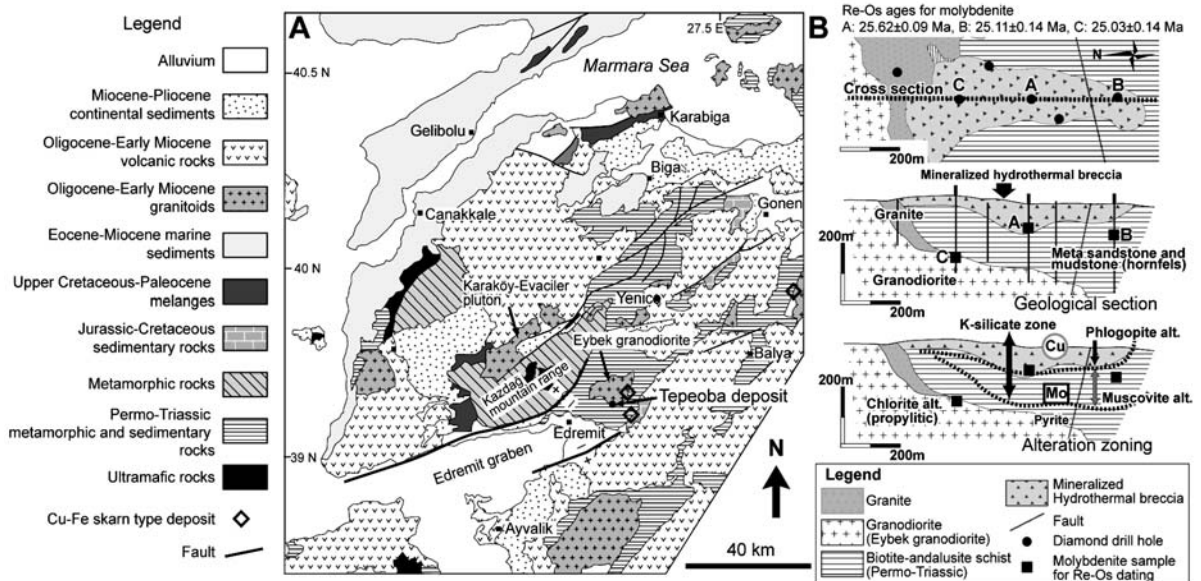 Legend
Alluvium
Miocene-Pliocene
continental sediments
Oligocene-Early Miocene
volcanic rocks
Oligocene-Early Miocene
granitoids
Eocene-Miocene marine
sediments
Upper Cretaceous-Paleocene
melanges
Jurassic-Cretaceous
sedimentary rocks
Metamorphic rocks
Permo-Triassic
metamorphic and sedimentary
rocks
Ultramafic rocks
Cu-Fe skarn type deposit
Fault
A
27.5 E
40.5 N
Marmara Sea
Gelibolu
Karabiga
Biga
Canakkale
Gonen
40 N
Karaköy-Evaciler
pluton
Yenice
Eybek granodiorite
Balya
Kazdag
mountain range
Tepeoba deposit
Edremit
39 N
Edremit graben
N
Ayvalik
40 km
B
Re-Os ages for molybdenite
A: 25.62±0.09 Ma, B: 25.11±0.14 Ma, C: 25.03±0.14 Ma
N
Cross section
C
A
B
200m
Mineralized hydrothermal breccia
Granite
A
B
200m
C
Meta sandstone and
mudstone (hornfels)
Granodiorite
200m
Geological section
K-silicate zone
Cu
Phlogopite alt.
200m
Mo
Chlorite alt.
(propylitic)
Muscovite alt.
Pyrite
200m
Alteration zoning
Legend
Granite
Granodiorite
(Eybek granodiorite)
Biotite-andalusite schist
(Permo-Triassic)
Mineralized
Hydrothermal breccia
Fault
Diamond drill hole
Molybdenite sample
for Re-Os dating